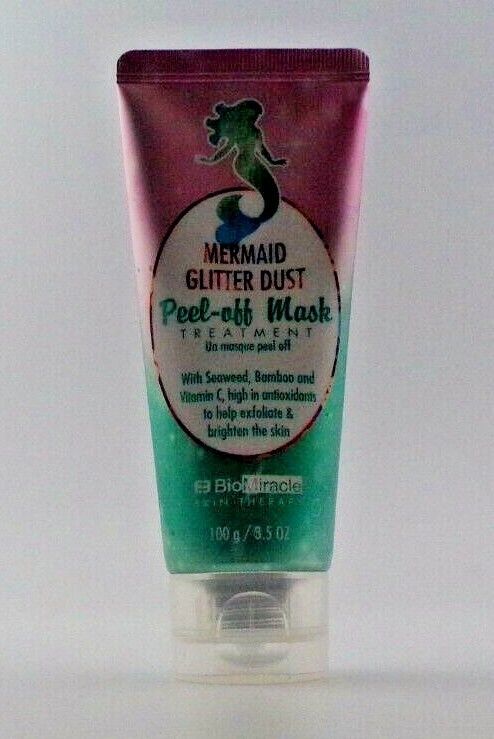 MERMAID
GLITTER DUST
Peel-off Mask
TREATMENT
Un masque peel off
With Seaweed, Bamboo and
Vitamin C, high in antioxidants
to help exfoliate &
brighten the skin
BioMiracle
SKIN·THERAPY
100 g / 3.5 OZ